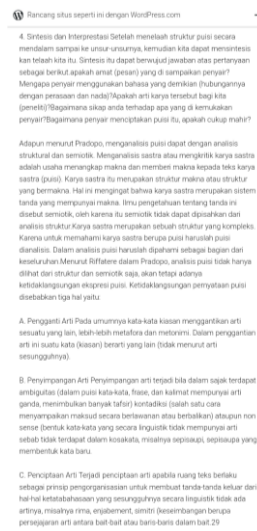 Rancang situs seperti ini dengan WordPress.com
4. Sintesis dan Interprestasi Setelah menelaah struktur puisi secara
mendalam sampai ke unsur-unsurnya, kemudian kita dapat mensintesis
kan telaah kita itu. Sintesis itu dapat berwujud jawaban atas pertanyaan
sebagai berikut.apakah amat (pesan) yang di sampaikan penyair?
Mengapa penyair menggunakan bahasa yang demikian (hubungannya
dengan perasaan dan nada)?Apakah arti karya tersebut bagi kita
(peneliti)?Bagaimana sikap anda terhadap apa yang di kemukakan
penyair?Bagaimana penyair menciptakan puisi itu, apakah cukup mahir?
Adapun menurut Pradopo, menganalisis puisi dapat dengan analisis
struktural dan semiotik. Menganalisis sastra atau mengkritik karya sastra
adalah usaha menangkap makna dan memberi makna kepada teks karya
sastra (puisi). Karya sastra itu merupakan struktur makna atau struktur
yang bermakna. Hal ini mengingat bahwa karya sastra merupakan sistem
tanda yang mempunyai makna. Ilmu pengetahuan tentang tanda ini
disebut semiotik, oleh karena itu semiotik tidak dapat dipisahkan dari
analisis struktur.Karya sastra merupakan sebuah struktur yang kompleks.
Karena untuk memahami karya sastra berupa puisi haruslah puisi
dianalisis. Dalam analisis puisi haruslah dipahami sebagai bagian dari
keseluruhan.Menurut Riffatere dalam Pradopo, analisis puisi tidak hanya
dilihat dari struktur dan semiotik saja, akan tetapi adanya
ketidaklangsungan ekspresi puisi. Ketidaklangsungan pernyataan puisi
disebabkan tiga hal yaitu:
A. Pengganti Arti Pada umumnya kata-kata kiasan menggantikan arti
sesuatu yang lain, lebih-lebih metafora dan metonimi. Dalam penggantian
arti ini suatu kata (kiasan) berarti yang lain (tidak menurut arti
sesungguhnya).
B. Penyimpangan Arti Penyimpangan arti terjadi bila dalam sajak terdapat
ambiguitas (dalam puisi kata-kata, frase, dan kalimat mempunyai arti
ganda, menimbulkan banyak tafsir) kontadiksi (salah satu cara
menyampaikan maksud secara berlawanan atau berbalikan) ataupun non
sense (bentuk kata-kata yang secara linguistik tidak mempunyai arti
sebab tidak terdapat dalam kosakata, misalnya sepisaupi, sepisaupa yang
membentuk kata baru.
C. Penciptaan Arti Terjadi penciptaan arti apabila ruang teks berlaku
sebagai prinsip pengorganisasian untuk membuat tanda-tanda keluar dari
hal-hal ketatabahasaan yang sesungguhnya secara linguistik tidak ada
artinya, misalnya rima, enjabement, simitri (keseimbangan berupa
persejajaran arti antara bait-bait atau baris-baris dalam bait.29